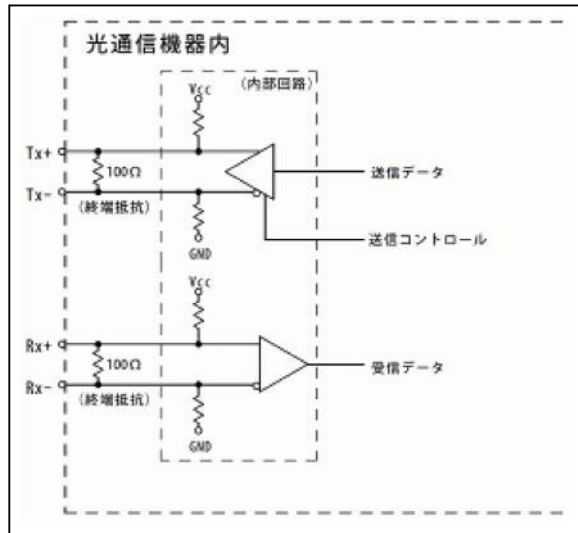 光通信機器内
(内部回路)
Vcc
Tx+
100Ω
送信データ
Tx-
(終端抵抗)
送信コントロール
GND
Vcc
Rx+
100Ω
受信データ
Rx-
(終端抵抗)
GND